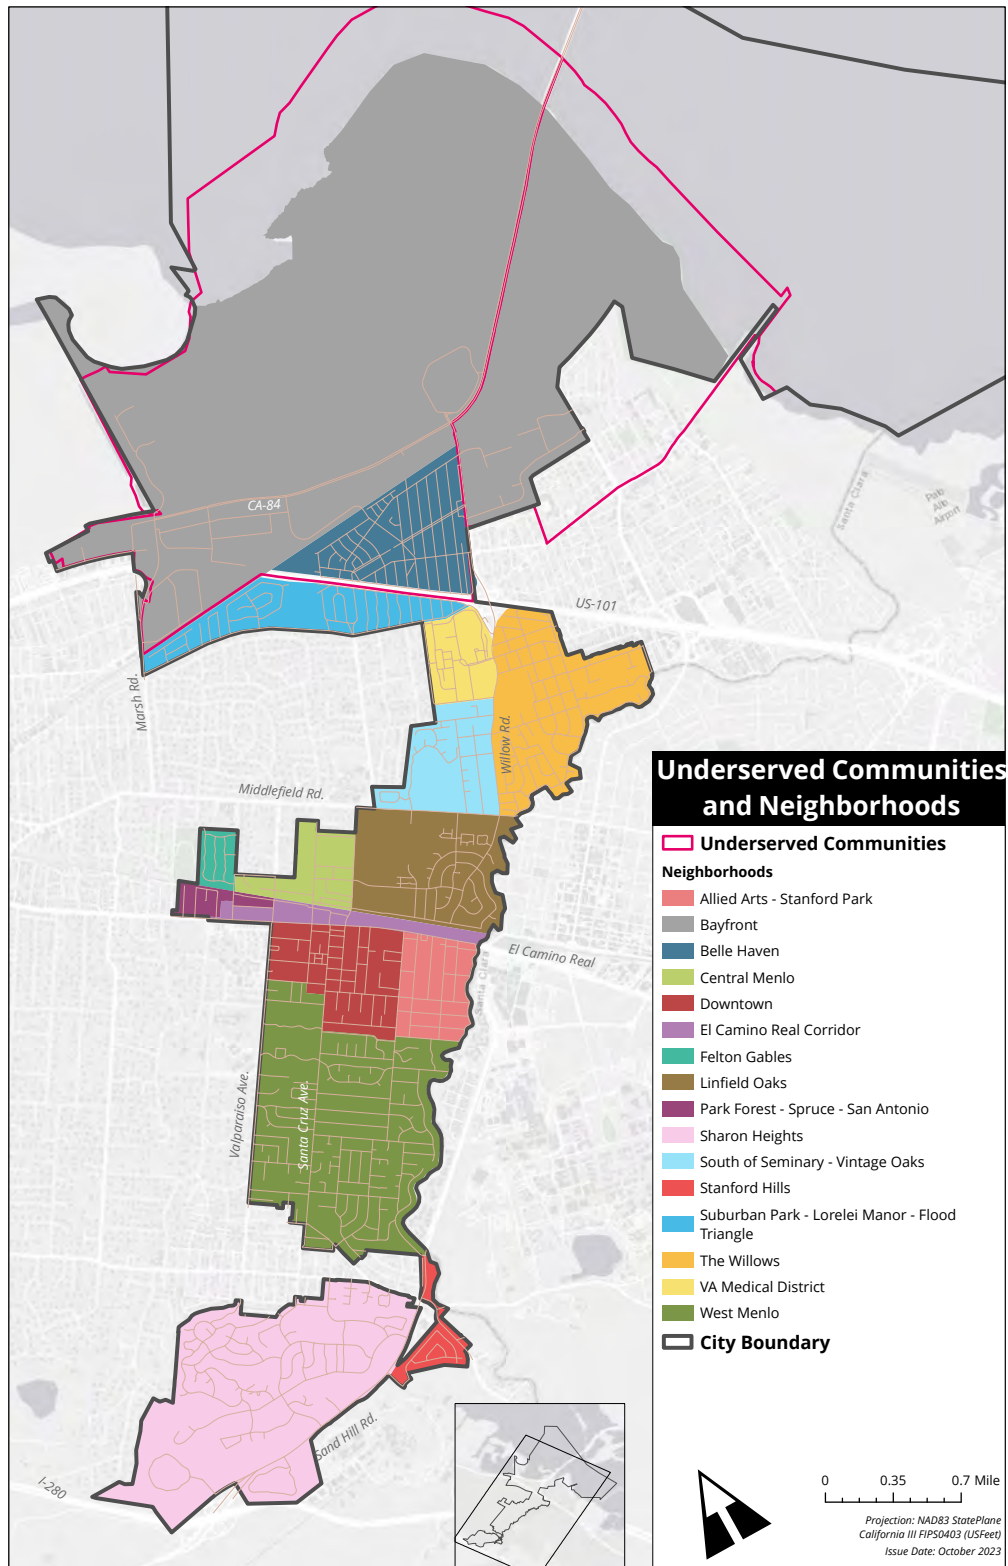 CA-84
US-101
Santa Clara
Palo
Alto
Airport
Marsh Rd.
Willow Rd.
Middlefield Rd.
El Camino Real
Santa Clara
Valparaiso Ave.
Santa Cruz Ave.
Sand Hill Rd.
I-280
Underserved Communities
and Neighborhoods
Underserved Communities
Neighborhoods
Allied Arts - Stanford Park
Bayfront
Belle Haven
Central Menlo
Downtown
El Camino Real Corridor
Felton Gables
Linfield Oaks
Park Forest - Spruce - San Antonio
Sharon Heights
South of Seminary - Vintage Oaks
Stanford Hills
Suburban Park - Lorelei Manor - Flood
Triangle
The Willows
VA Medical District
West Menlo
City Boundary
0 0.35 0.7 Mile
Projection: NAD83 StatePlane
California III FIPS0403 (USFeet)
Issue Date: October 2023